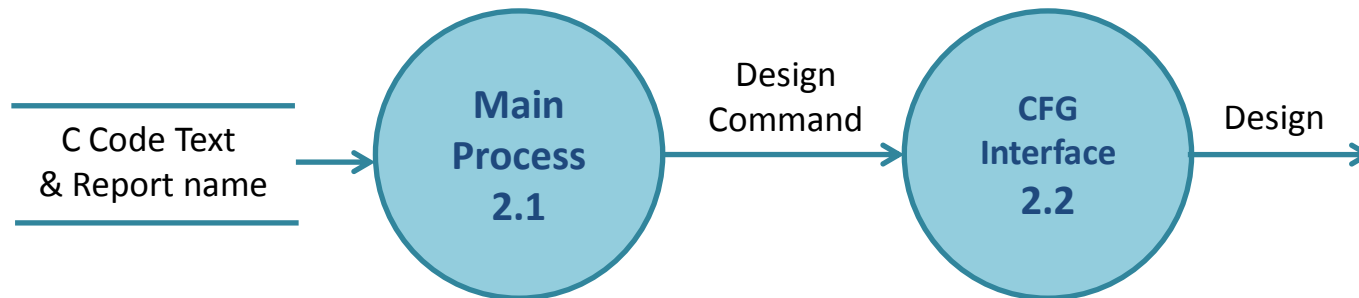 C Code Text
& Report name
Main
Process
2.1
Design
Command
CFG
Interface
2.2
Design